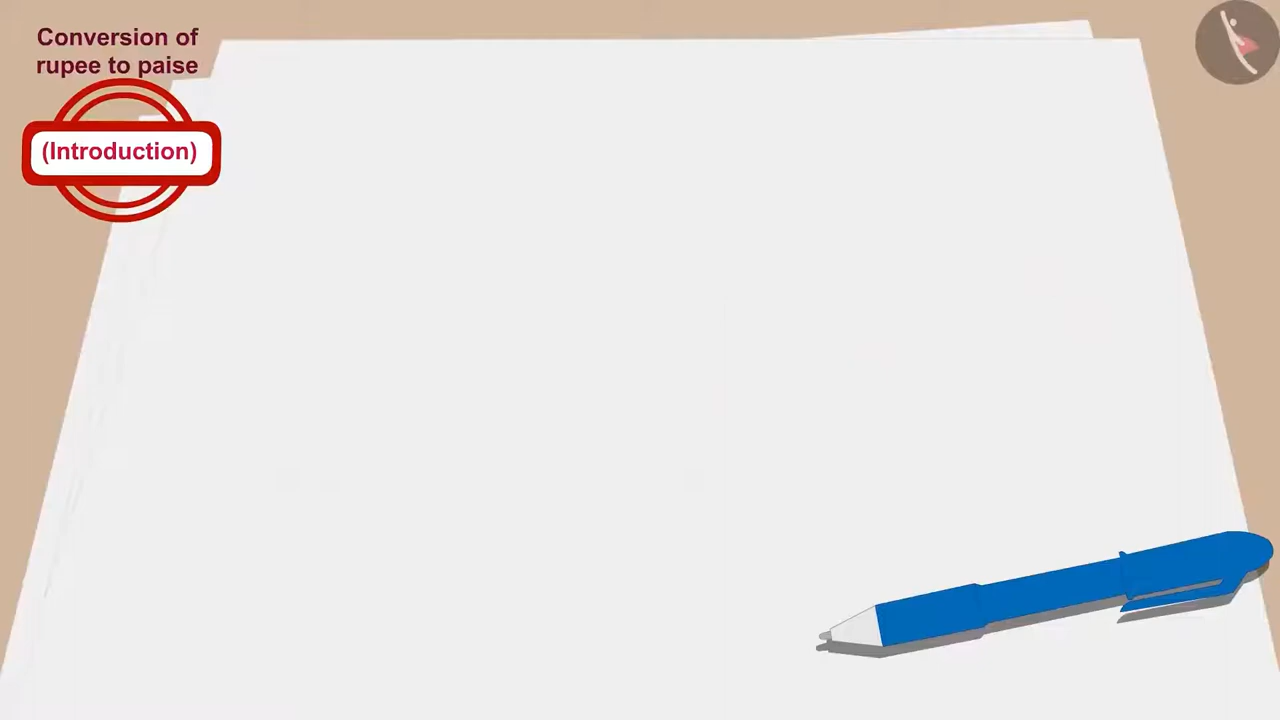 Conversion of
rupee to paise
(Introduction)